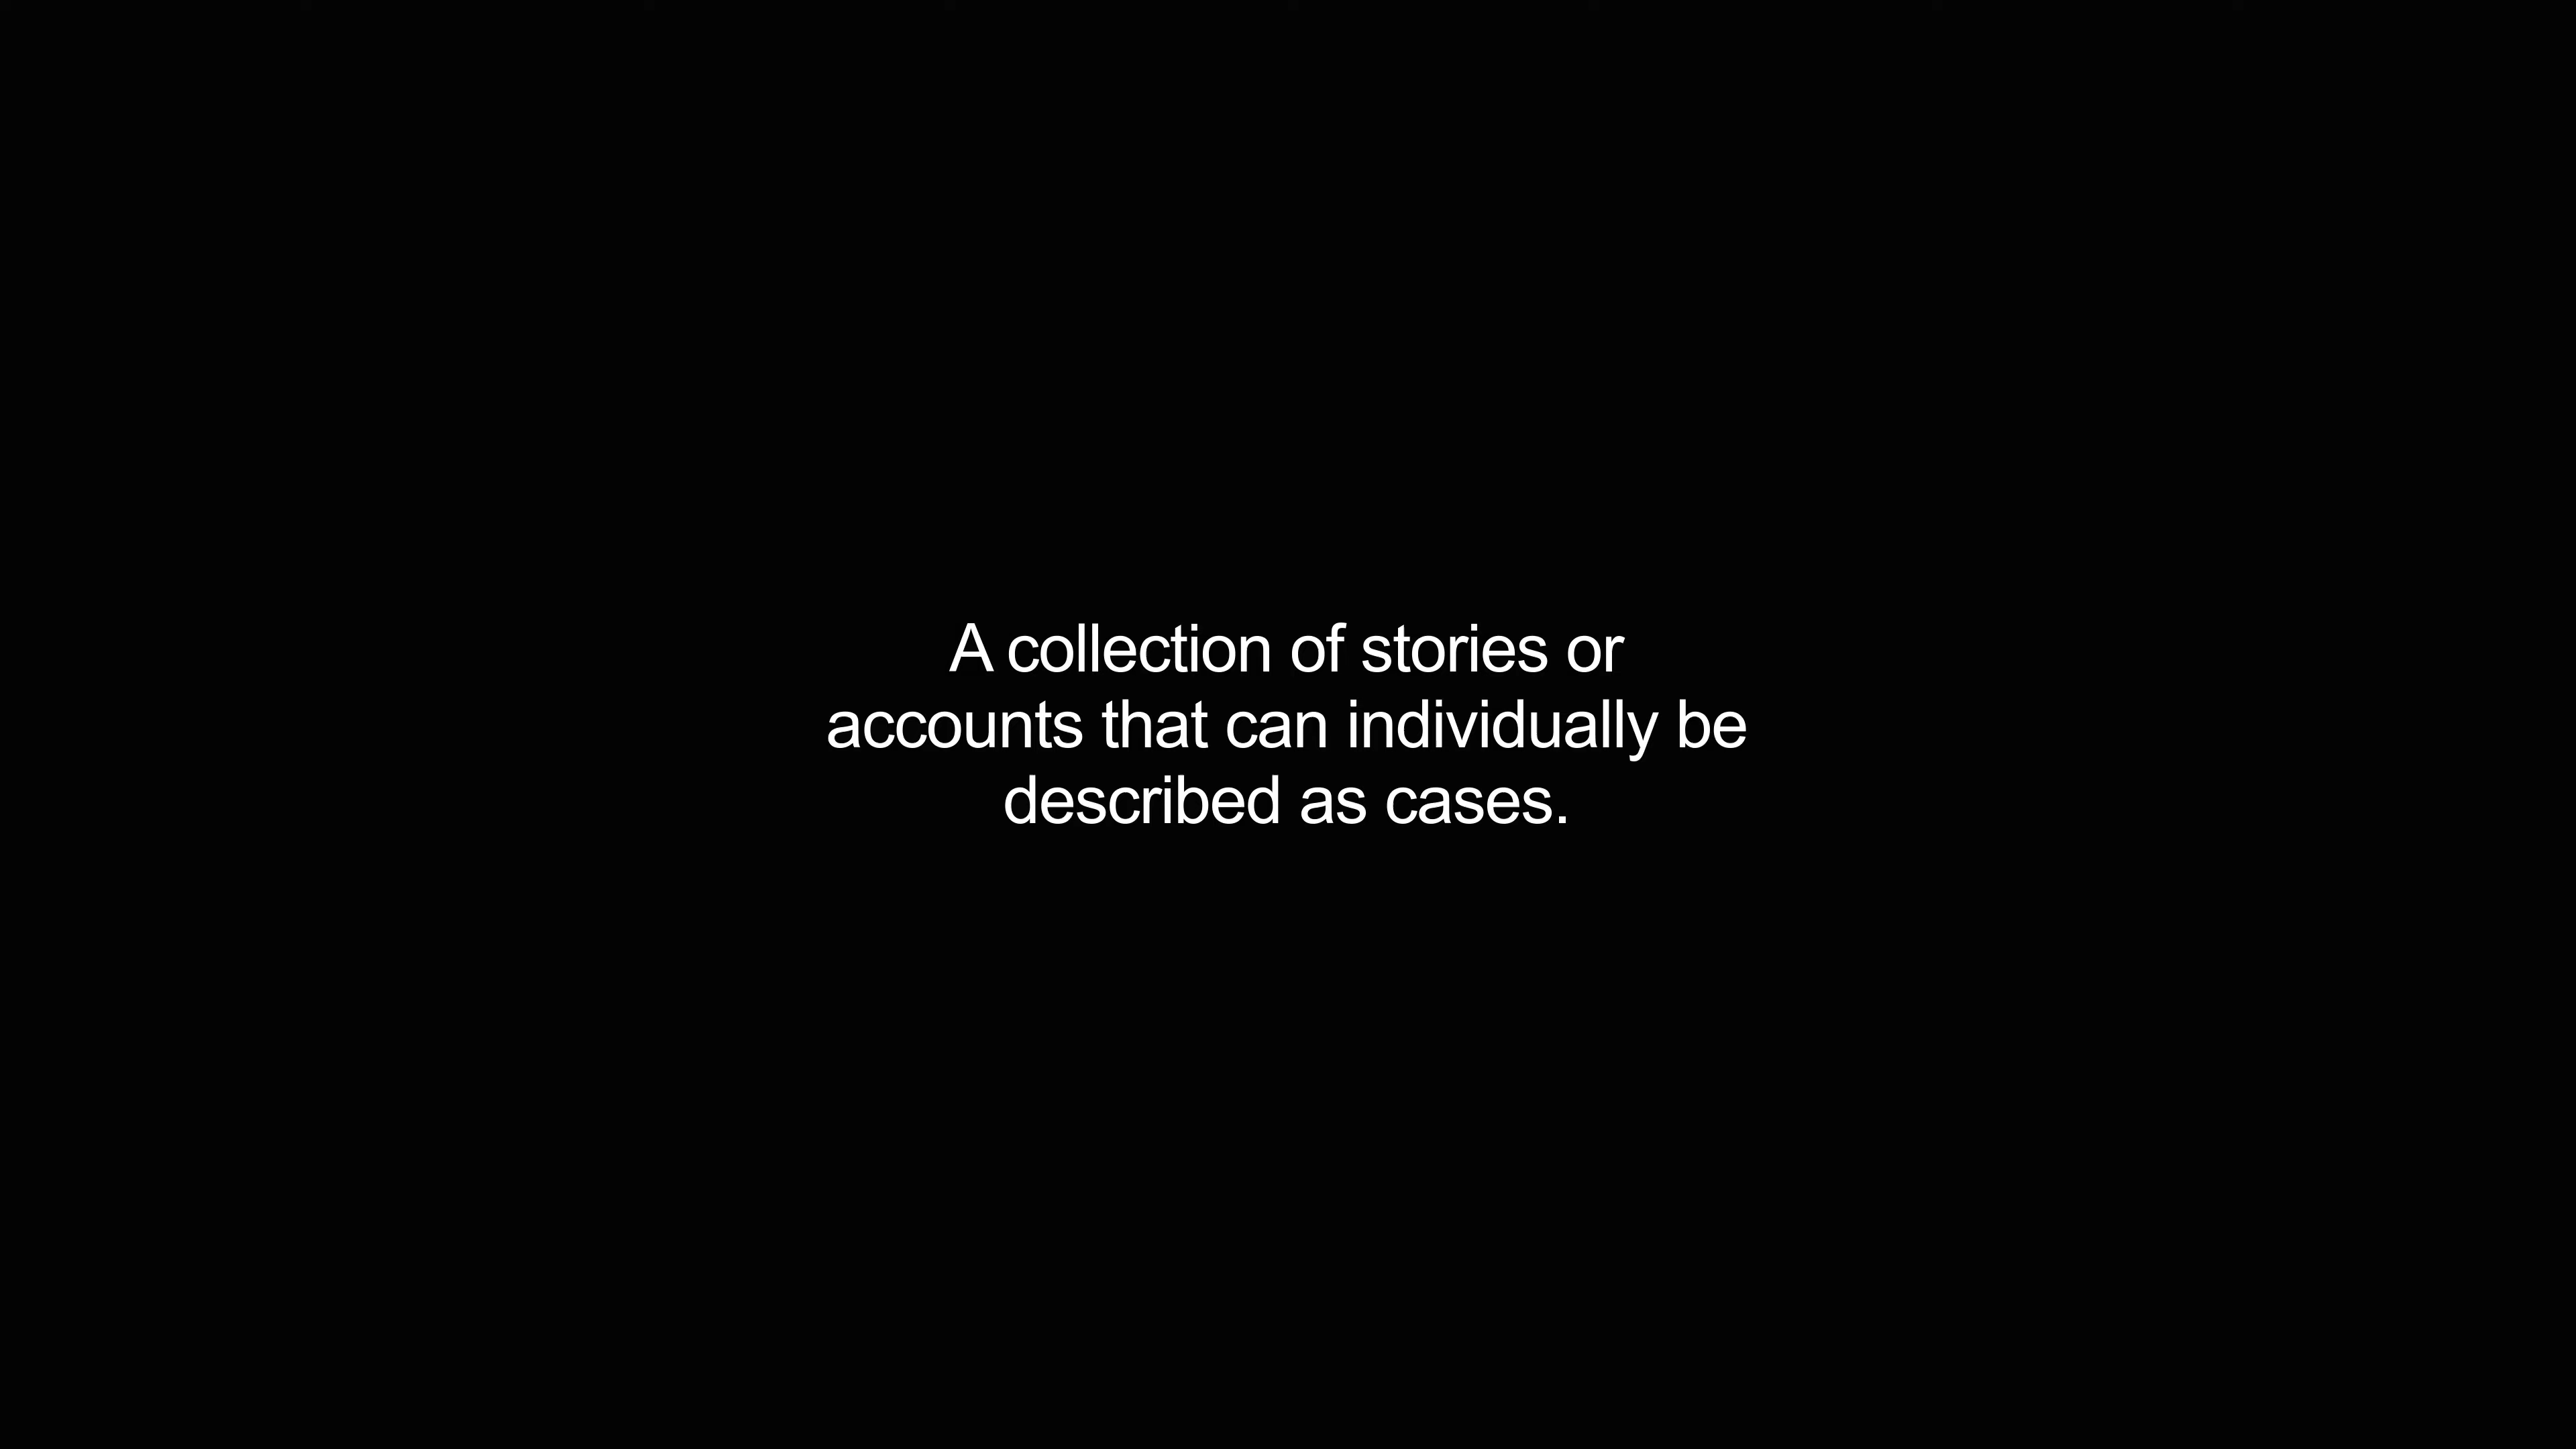 A collection of stories or
accounts that can individually be
described as cases.